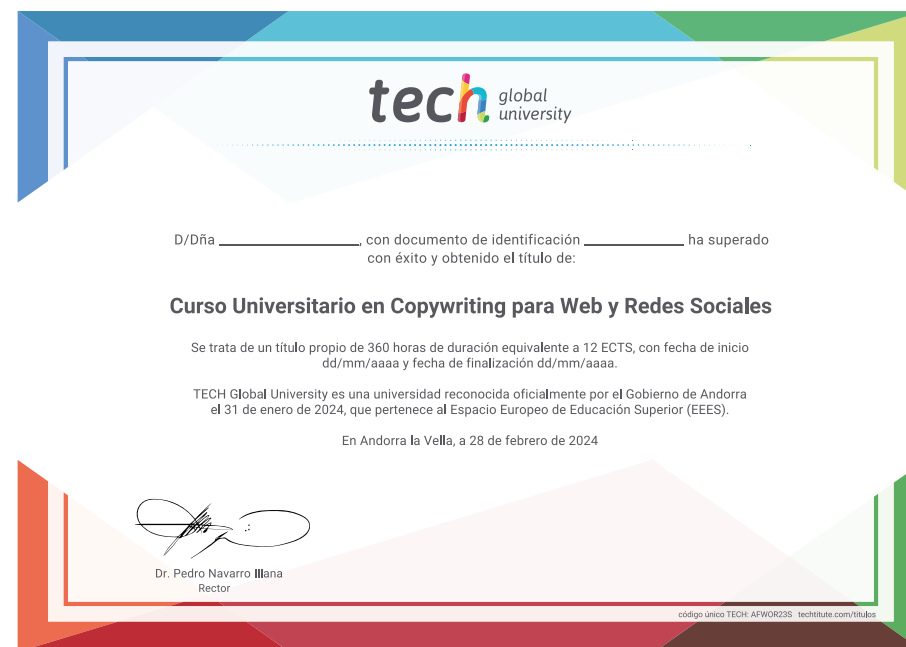 tech global
university
D/Dña ____________________, con documento de identificación ______________ ha superado
con éxito y obtenido el título de:
Curso Universitario en Copywriting para Web y Redes Sociales
Se trata de un título propio de 360 horas de duración equivalente a 12 ECTS, con fecha de inicio
dd/mm/aaaa y fecha de finalización dd/mm/aaaa.
TECH Global University es una universidad reconocida oficialmente por el Gobierno de Andorra
el 31 de enero de 2024, que pertenece al Espacio Europeo de Educación Superior (EEES).
En Andorra la Vella, a 28 de febrero de 2024
Dr. Pedro Navarro Illana
Rector
código único TECH: AFWOR23S techtitute.com/titulos